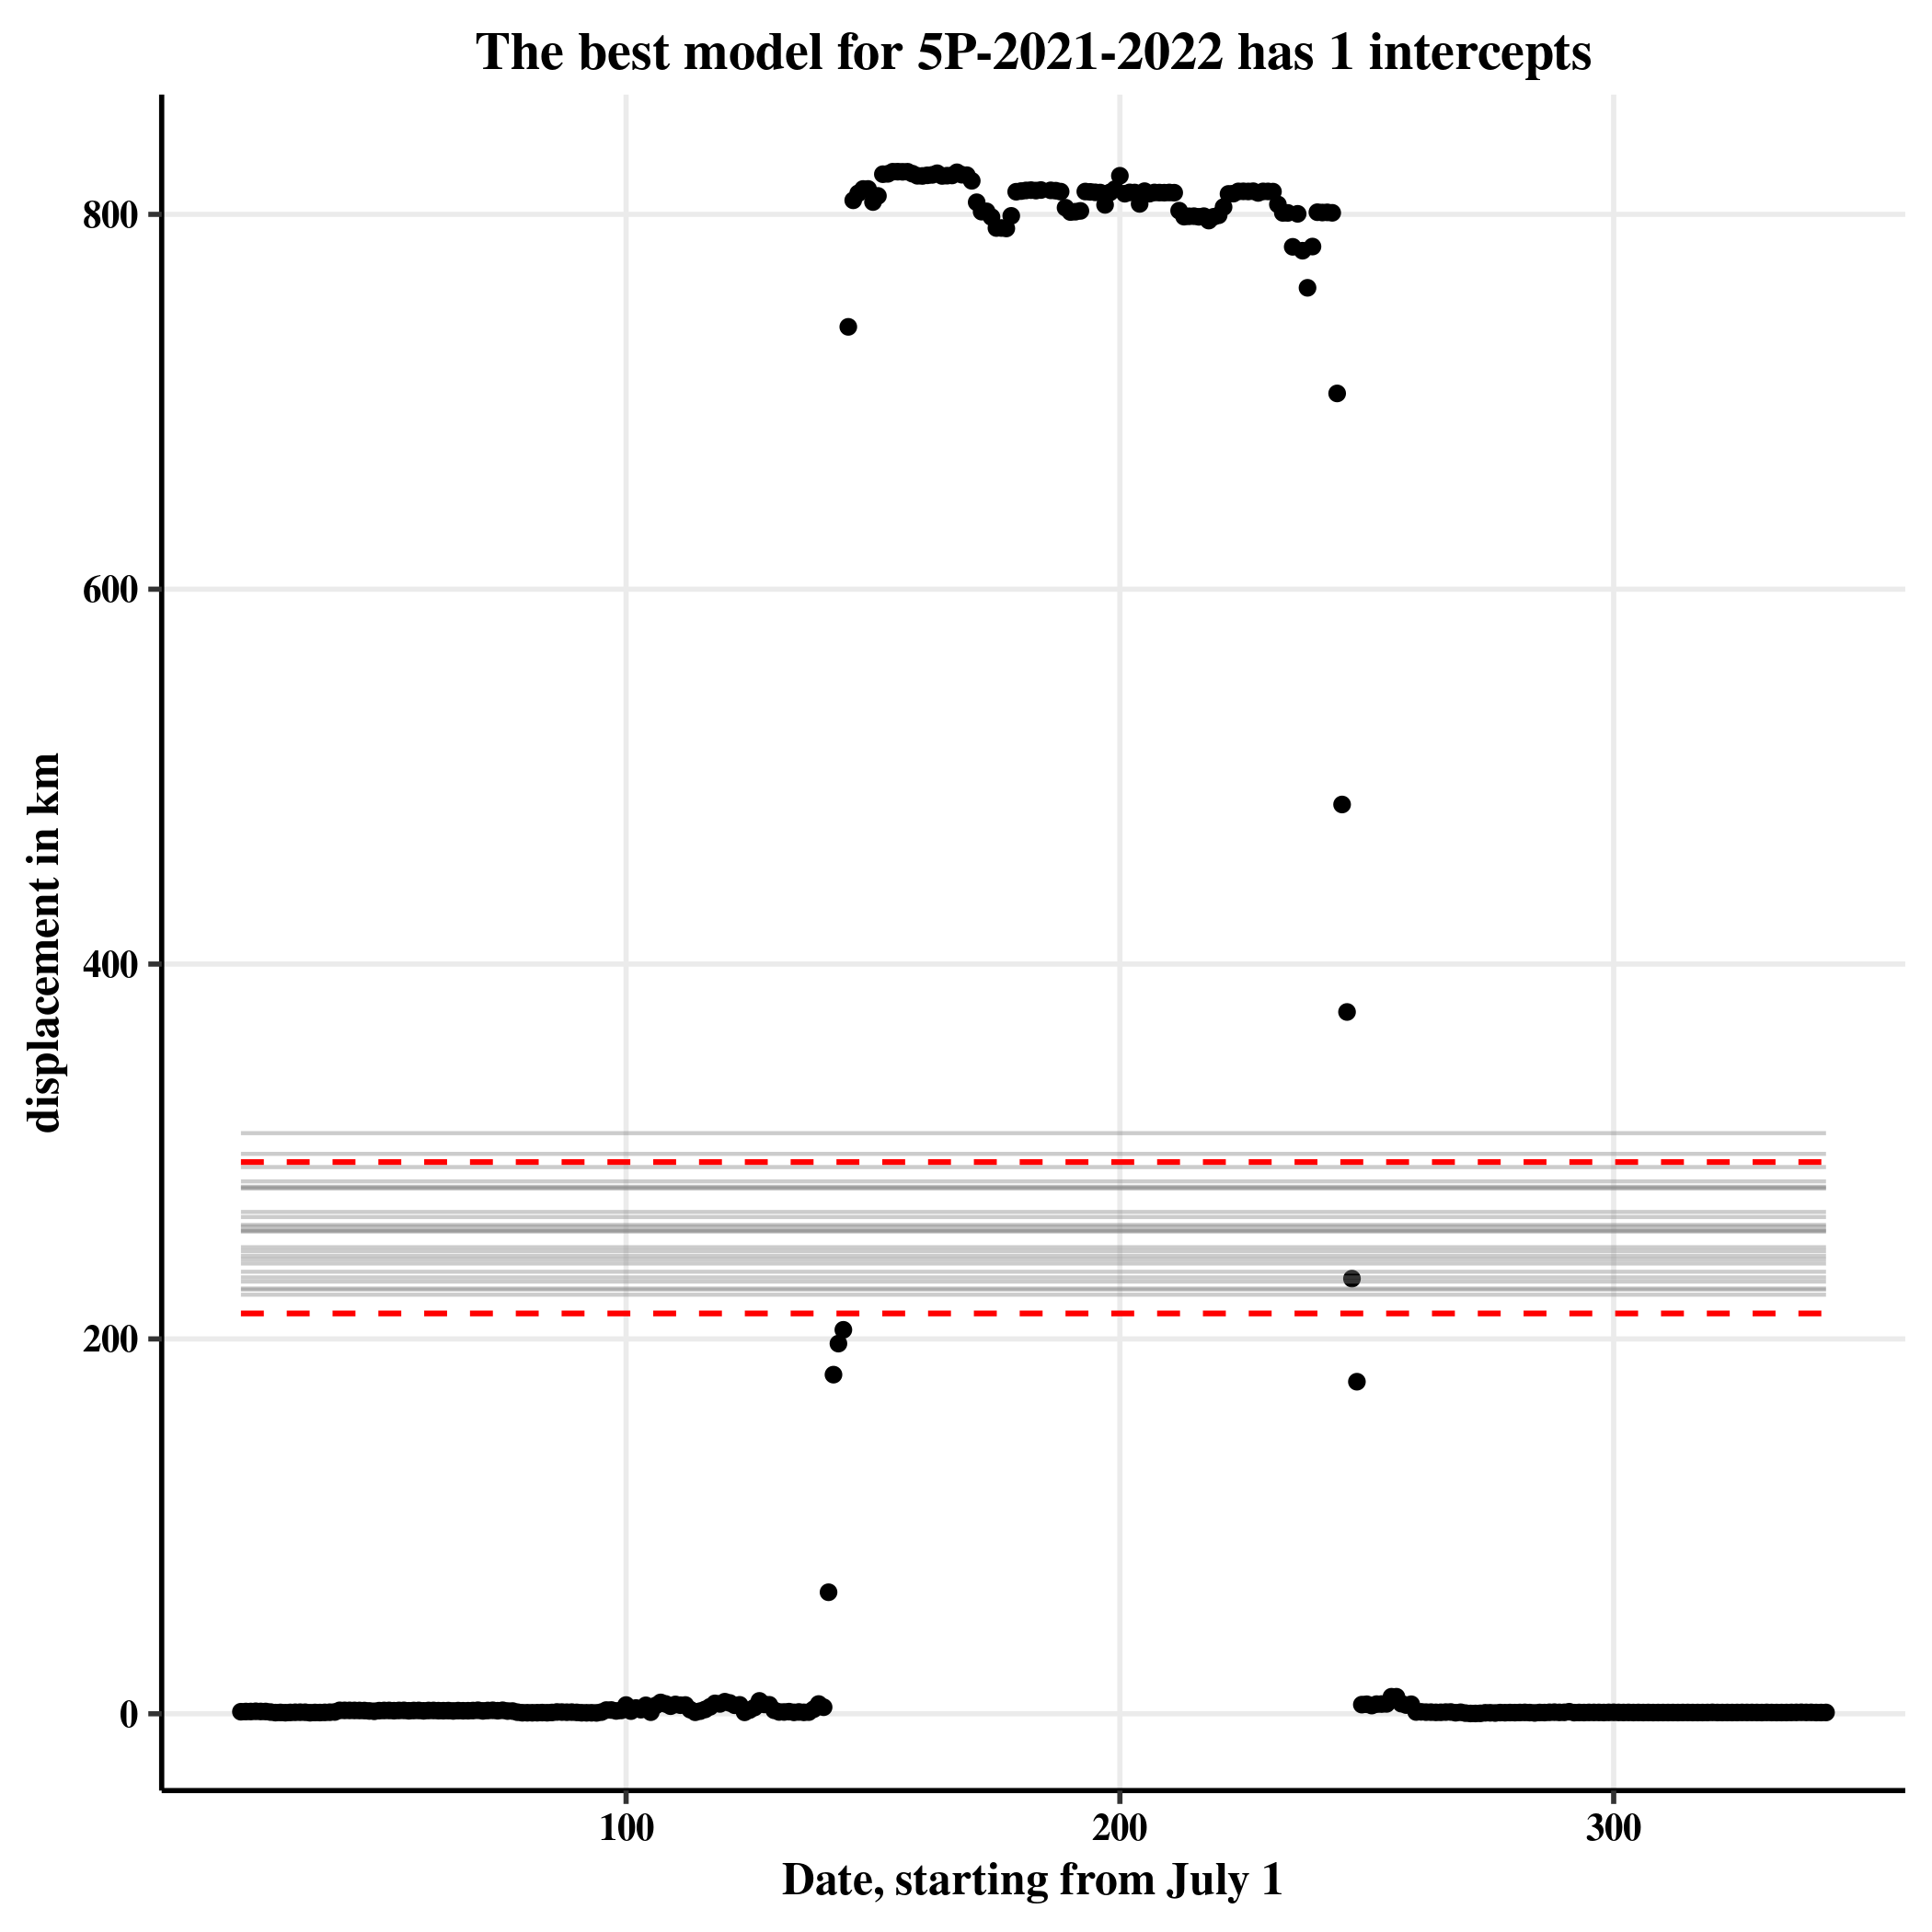 The best model for 5P-2021-2022 has 1 intercepts
800
600
400
200
0
displacement in km
100 200 300
Date, starting from July 1